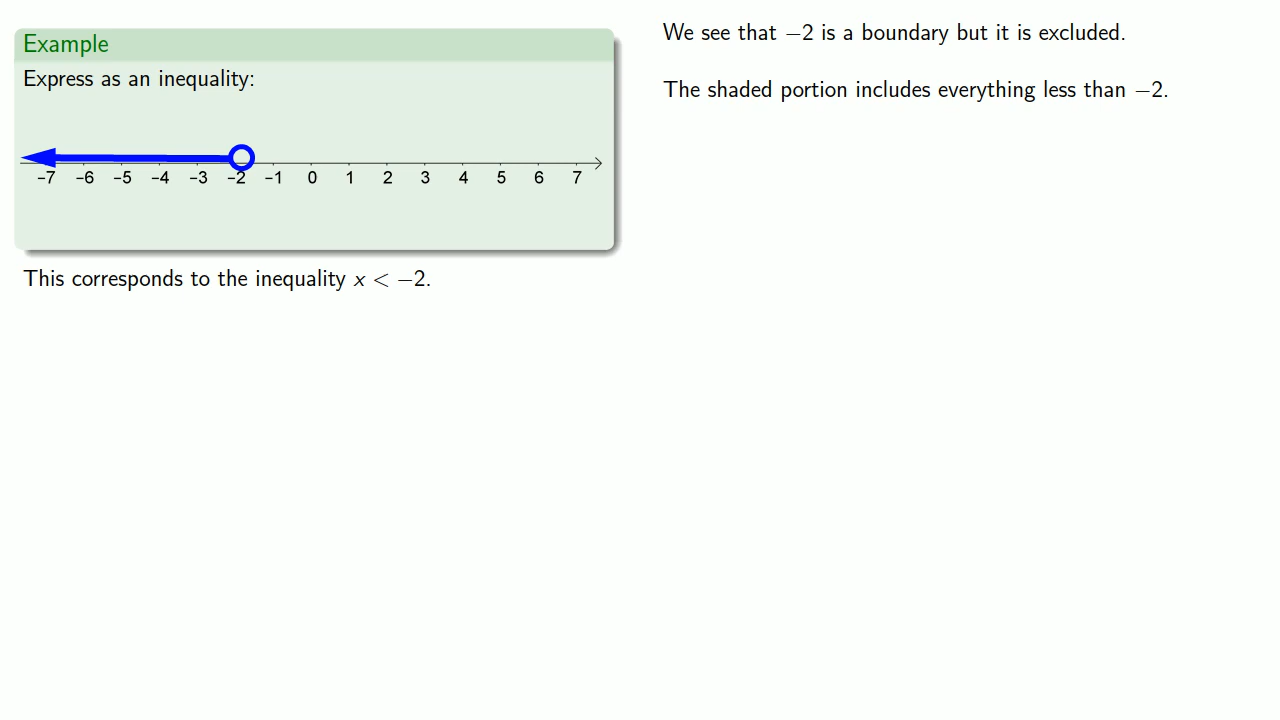 Example
Express as an inequality:
−7 −6 −5 −4 −3 −2 −1 0 1 2 3 4 5 6 7
This corresponds to the inequality x < −2.
We see that −2 is a boundary but it is excluded.
The shaded portion includes everything less than −2.